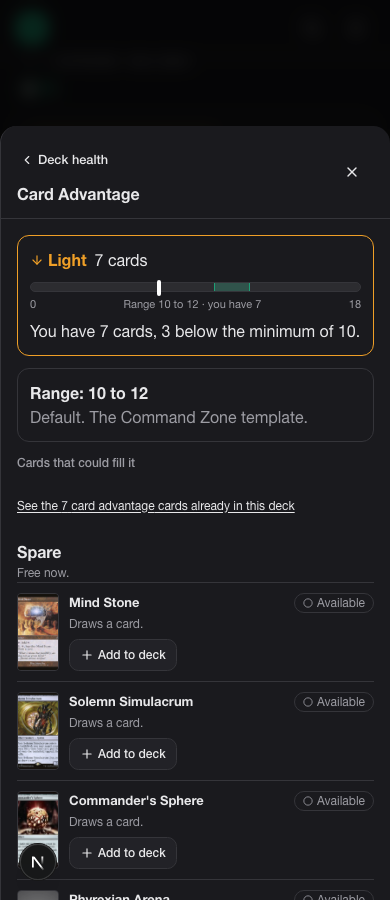 Deck health
Card Advantage
Light 7 cards
0 Range 10 to 12 · you have 7 18
You have 7 cards, 3 below the minimum of 10.
Range: 10 to 12
Default. The Command Zone template.
Cards that could fill it
See the 7 card advantage cards already in this deck
Spare
Free now.
Mind Stone Available
Draws a card.
Add to deck
Solemn Simulacrum Available
Draws a card.
Add to deck
Commander's Sphere Available
Draws a card.
Add to deck
N
Phyrexian Arena Available